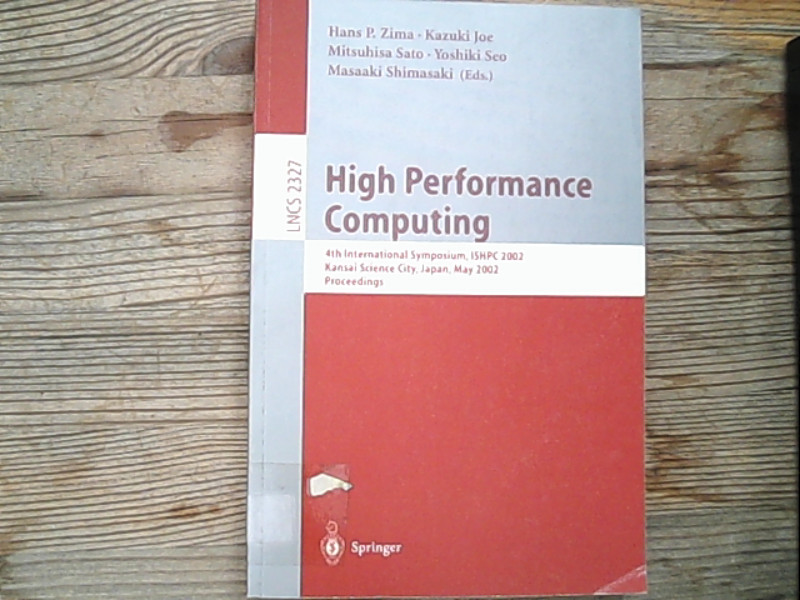 Hans P. Zima · Kazuki Joe
Mitsuhisa Sato · Yoshiki Seo
Masaaki Shimasaki (Eds.)
LNCS 2327
High Performance
Computing
4th International Symposium, ISHPC 2002
Kansai Science City, Japan, May 2002
Proceedings
Springer